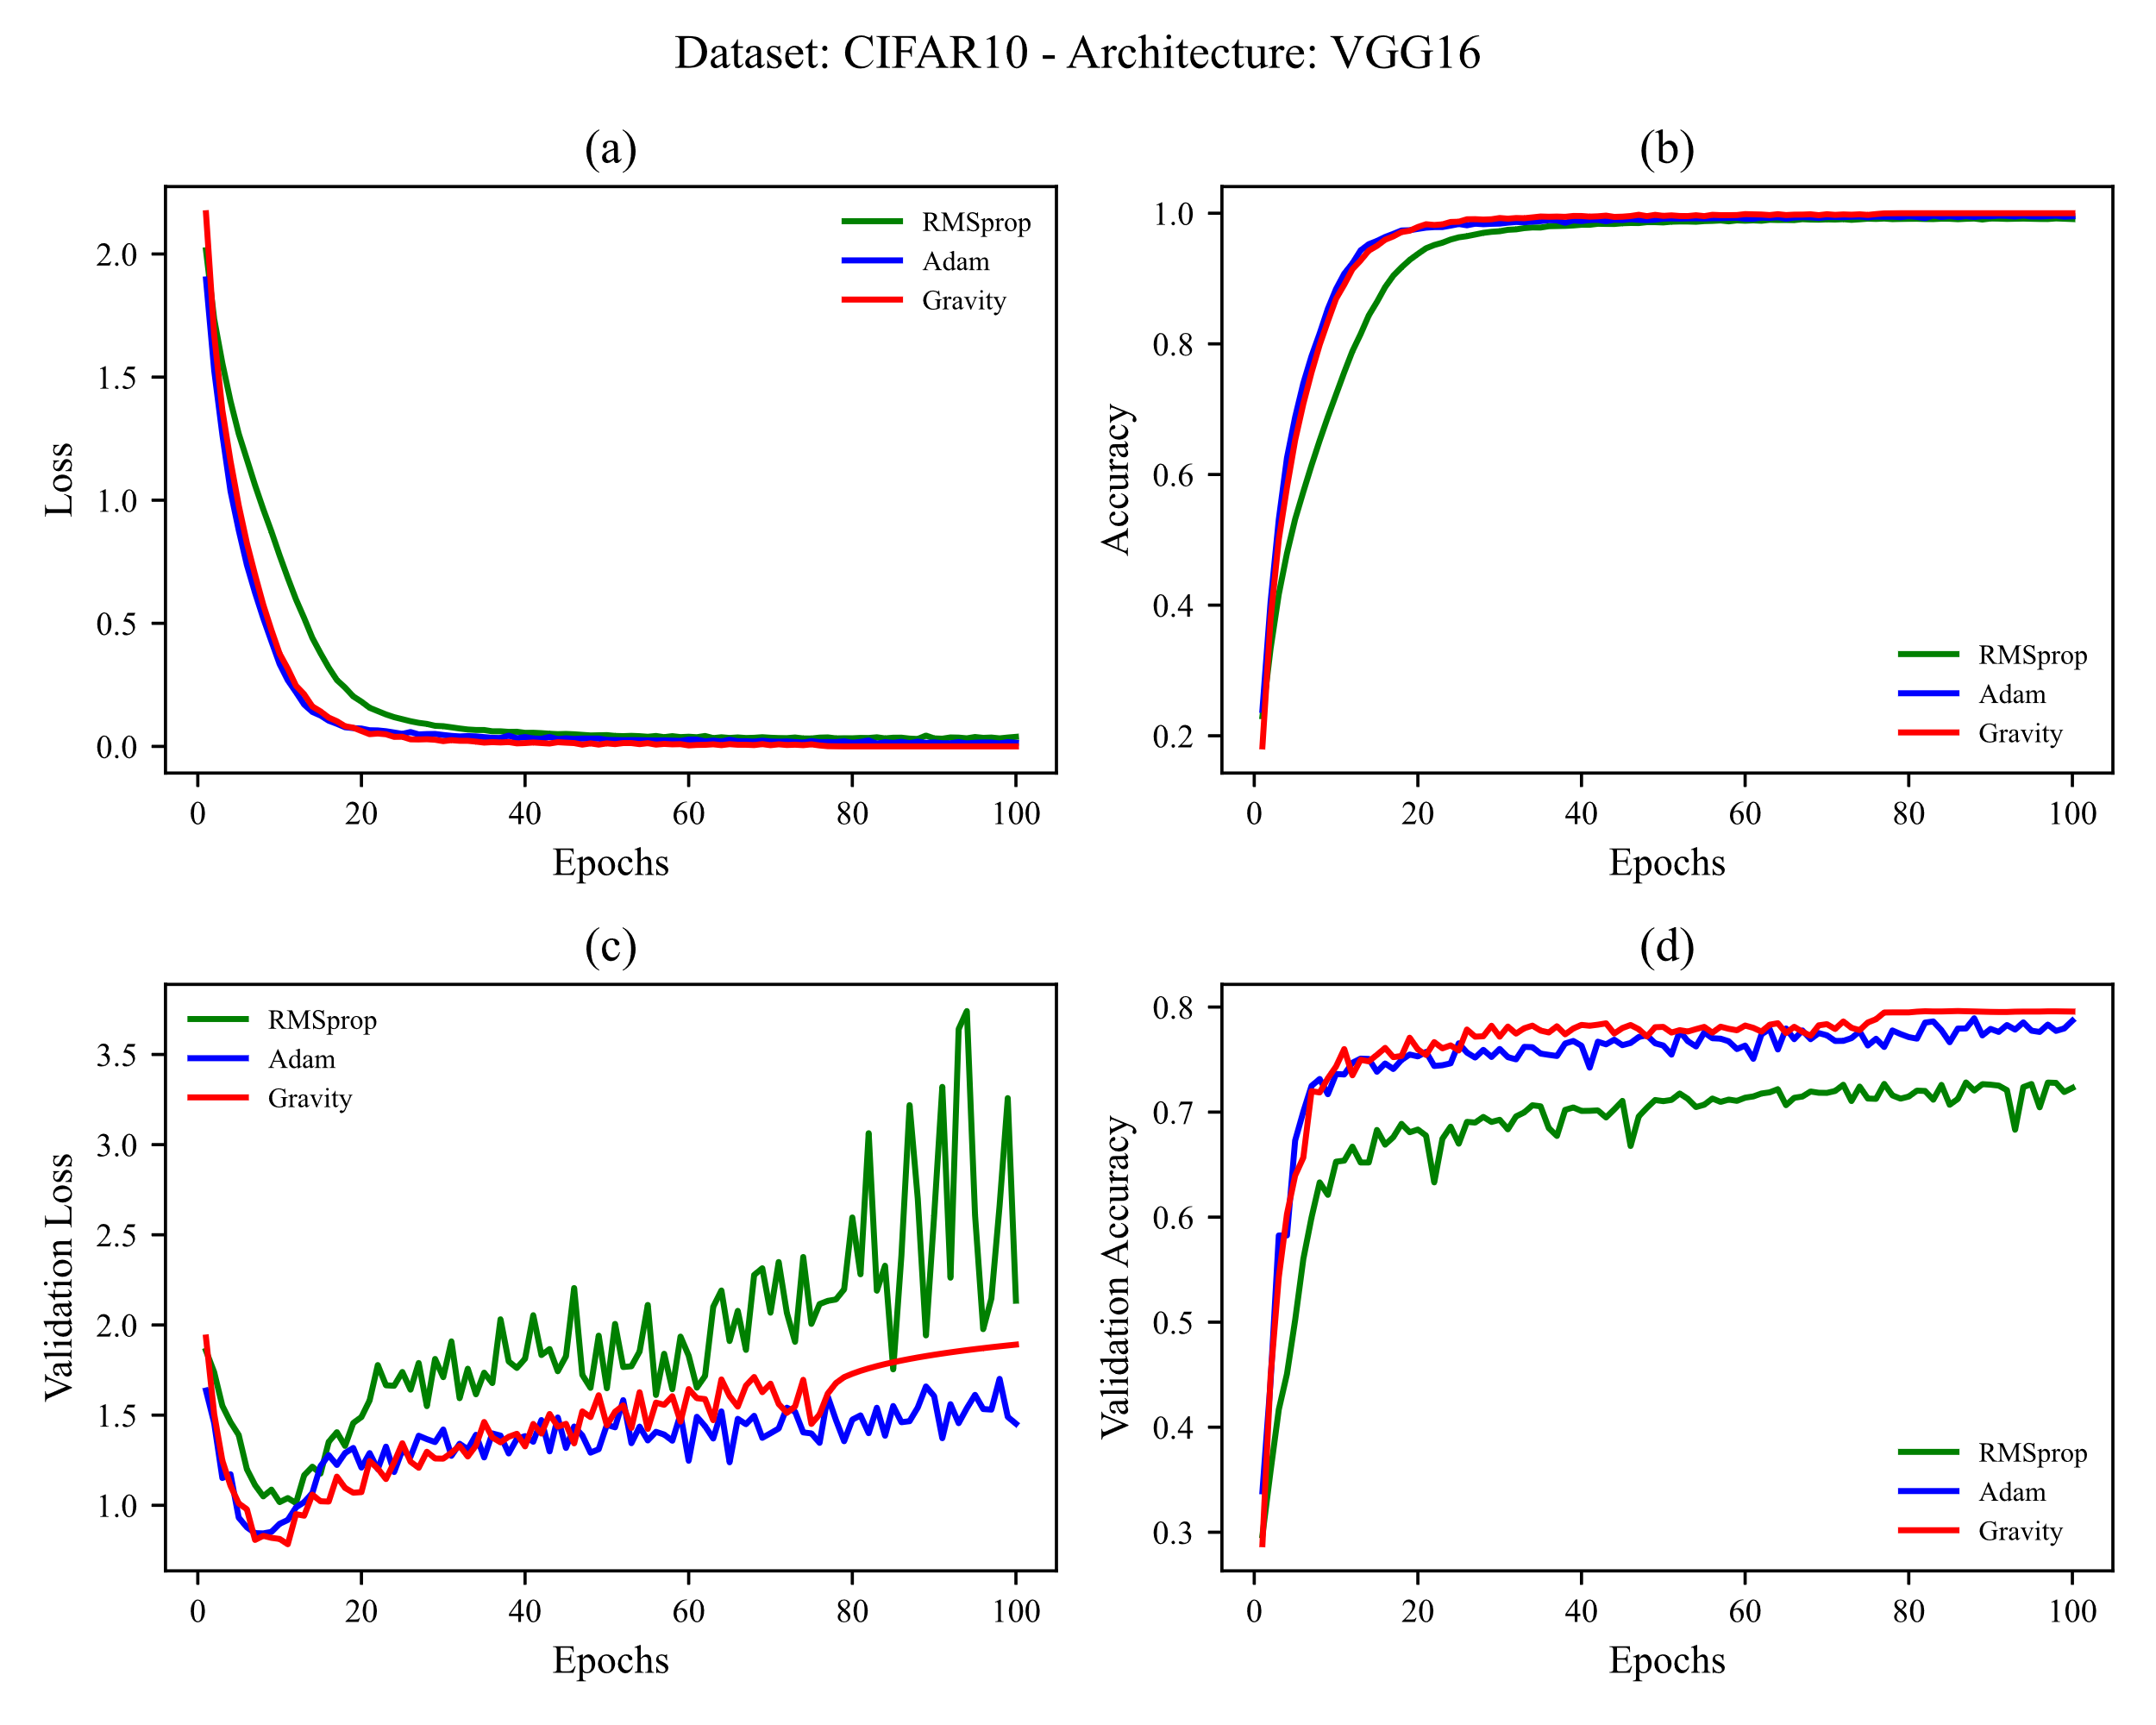 Dataset: CIFAR10 - Architecture: VGG16
(a)
Loss
2.0
1.5
1.0
0.5
0.0
RMSprop
Adam
Gravity
0 20 40 60 80 100
Epochs
(b)
Accuracy
1.0
0.8
0.6
0.4
0.2
RMSprop
Adam
Gravity
0 20 40 60 80 100
Epochs
(c)
Validation Loss
3.5
3.0
2.5
2.0
1.5
1.0
RMSprop
Adam
Gravity
0 20 40 60 80 100
Epochs
(d)
Validation Accuracy
0.8
0.7
0.6
0.5
0.4
0.3
RMSprop
Adam
Gravity
0 20 40 60 80 100
Epochs